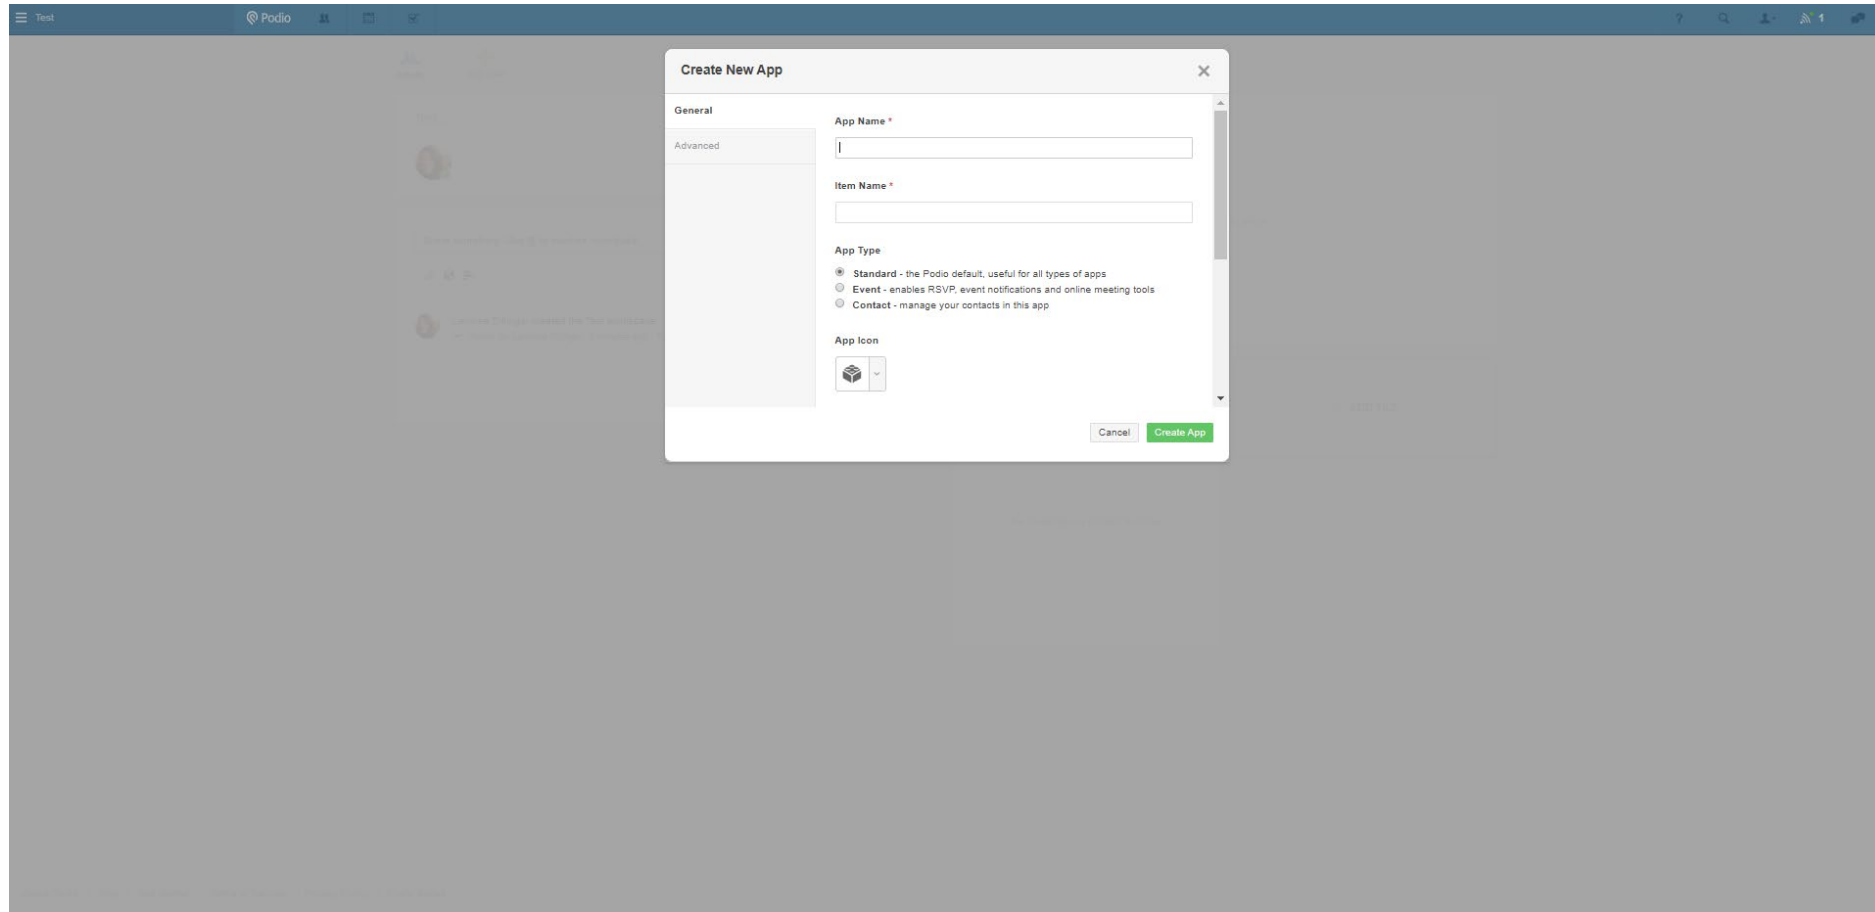 Test
Podio
? 1
Create New App
General
Advanced
App Name *
Item Name *
App Type
Standard - the Podio default, useful for all types of apps
Event - enables RSVP, event notifications and online meeting tools
Contact - manage your contacts in this app
App Icon
Cancel Create App